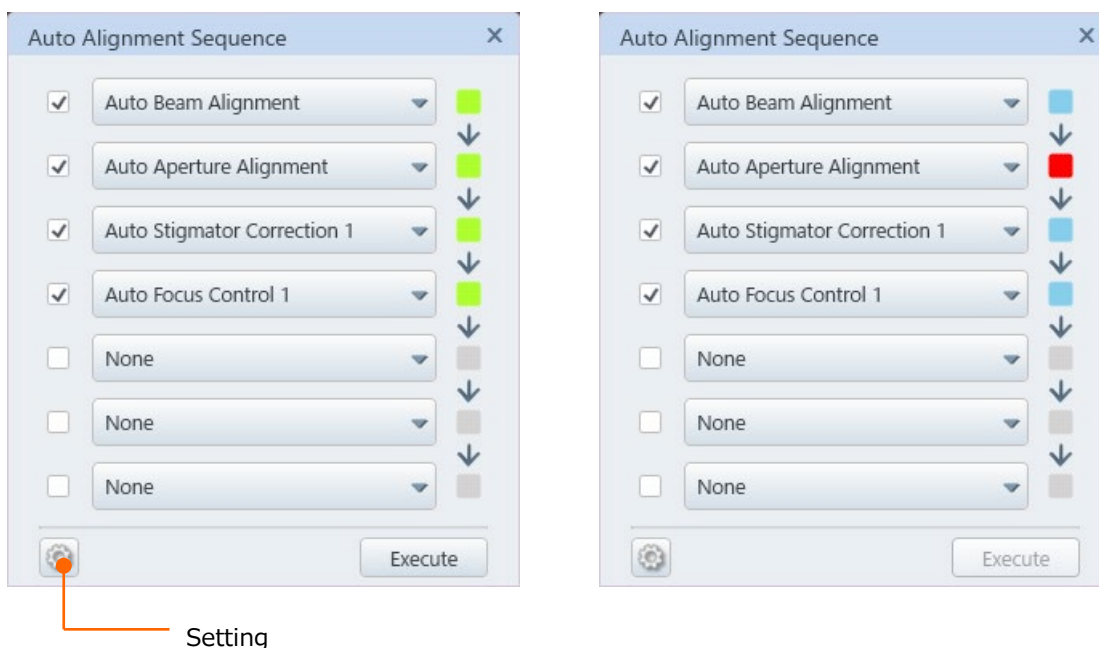 Auto Alignment Sequence
Auto Beam Alignment
Auto Aperture Alignment
Auto Stigmator Correction 1
Auto Focus Control 1
None
None
None
Execute
Setting
Auto Alignment Sequence
Auto Beam Alignment
Auto Aperture Alignment
Auto Stigmator Correction 1
Auto Focus Control 1
None
None
None
Execute